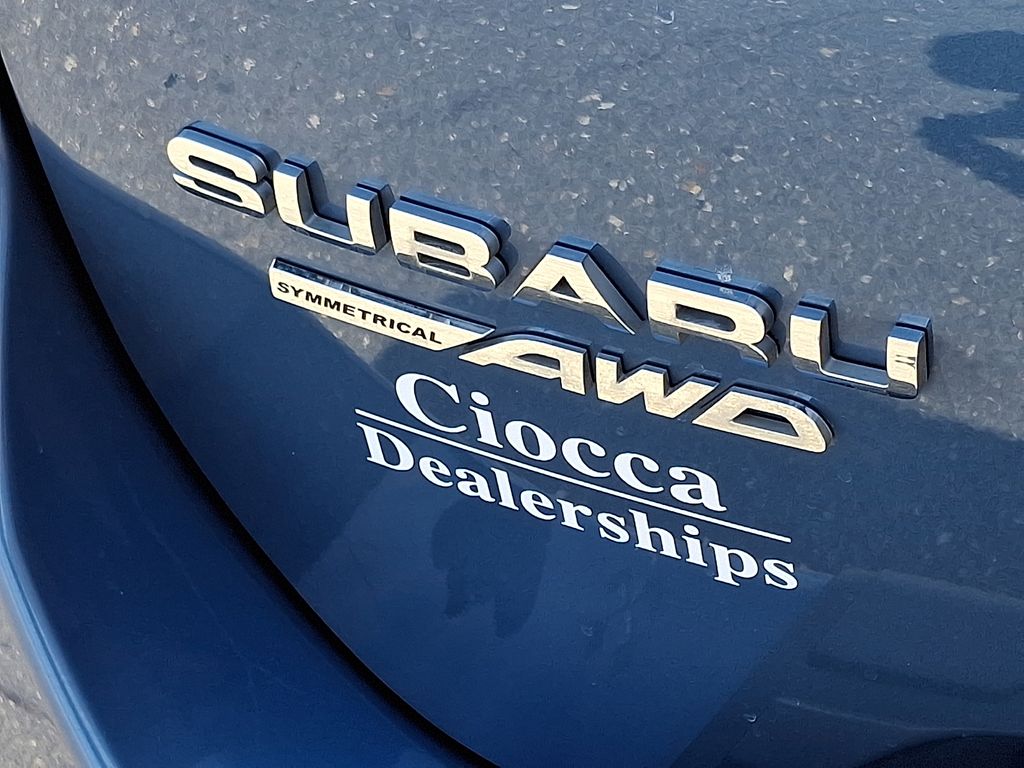 SUBARU
SYMMETRICAL AWD
Ciocca
Dealerships